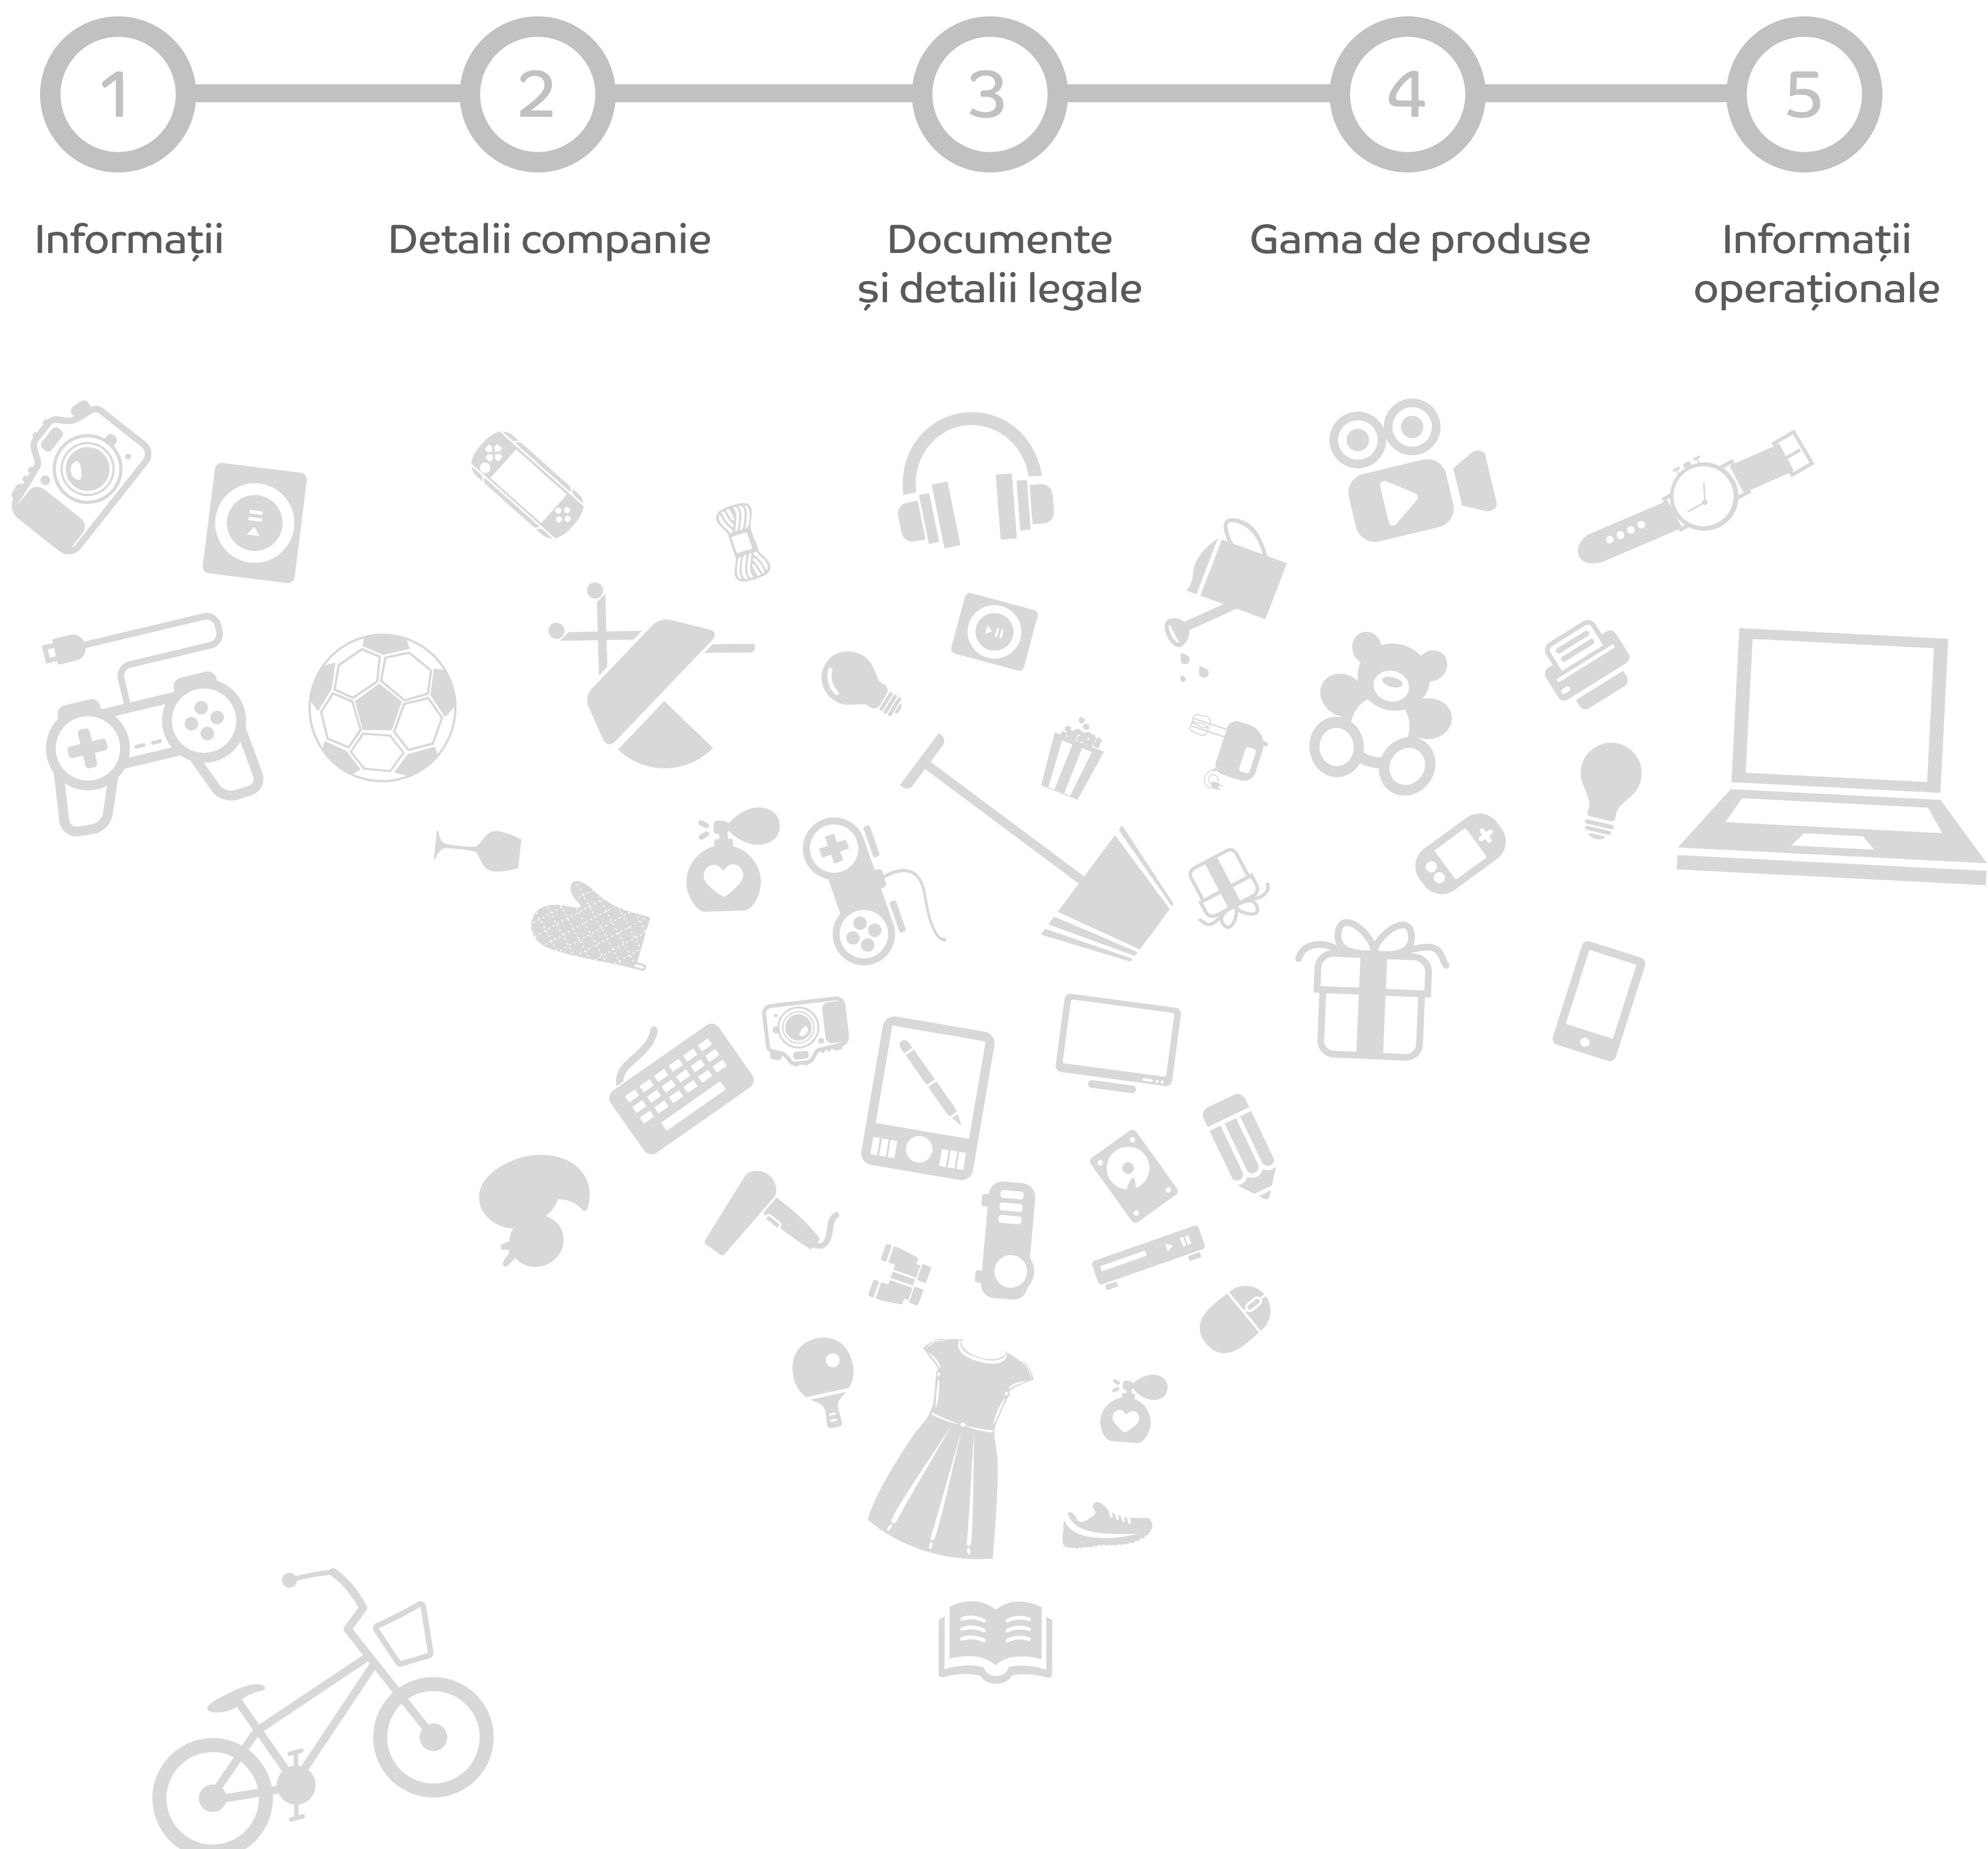 1
2
3
4
5
Informații
Detalii companie
Documente
și detalii legale
Gama de produse
Informații
operaționale